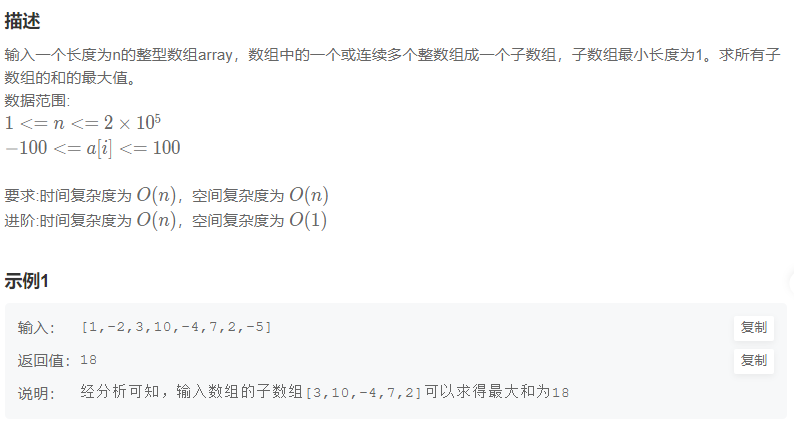 描述
输入一个长度为n的整型数组array，数组中的一个或连续多个整数组成一个子数组，子数组最小长度为1。求所有子
数组的和的最大值。
数据范围:
1 <= n <= 2 × 10⁵
−100 <= a[i] <= 100
要求:时间复杂度为 O(n)，空间复杂度为 O(n)
进阶:时间复杂度为 O(n)，空间复杂度为 O(1)
示例1
输入： [1,-2,3,10,-4,7,2,-5] 复制
返回值：18 复制
说明： 经分析可知，输入数组的子数组[3,10,-4,7,2]可以求得最大和为18